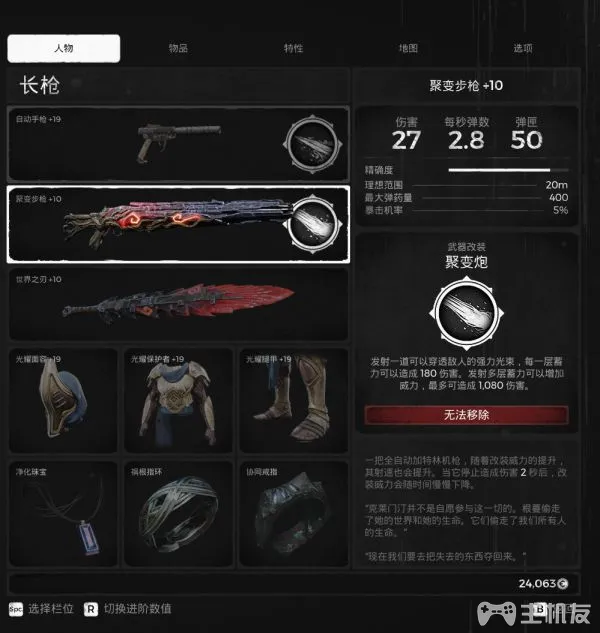 人物
物品
特性
地图
选项
长枪
自动手枪 +19
聚变步枪 +10
世界之刃 +10
光耀面容 +19
光耀保护者 +19
光耀腿甲 +19
净化珠宝
祸根指环
协同戒指
聚变步枪 +10
伤害
每秒弹数
弹匣
27
2.8
50
精确度
理想范围 20m
最大弹药量 400
暴击机率 5%
武器改装
聚变炮
发射一道可以穿透敌人的强力光束，每一层蓄
力可以造成 180 伤害。发射多层蓄力可以增加
威力，最多可造成 1,080 伤害。
无法移除
一把全自动加特林机枪，随着改装威力的提升，
其射速也会提升。当它停止造成伤害 2 秒后，改
装威力会随时间慢慢下降。
“克莱门汀并不是自愿参与这一切的。根蔓偷走
了她的世界和她的生命。它们偷走了我们所有人
的生命。”
“现在我们要去把失去的东西夺回来。”
24,063
Spc. 选择栏位
R 切换进阶数值
B
主机友